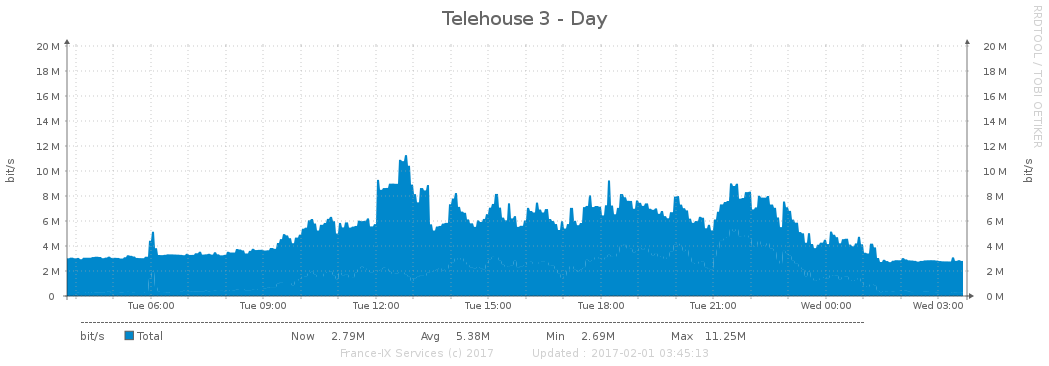 Telehouse 3 - Day
RRDTOOL / TOBI OETIKER
bit/s
bit/s
20 M 20 M
18 M 18 M
16 M 16 M
14 M 14 M
12 M 12 M
10 M 10 M
8 M 8 M
6 M 6 M
4 M 4 M
2 M 2 M
0 0 M
Tue 06:00 Tue 09:00 Tue 12:00 Tue 15:00 Tue 18:00 Tue 21:00 Wed 00:00 Wed 03:00
bit/s Total Now 2.79M Avg 5.38M Min 2.69M Max 11.25M
France-IX Services (c) 2017 Updated : 2017-02-01 03:45:13